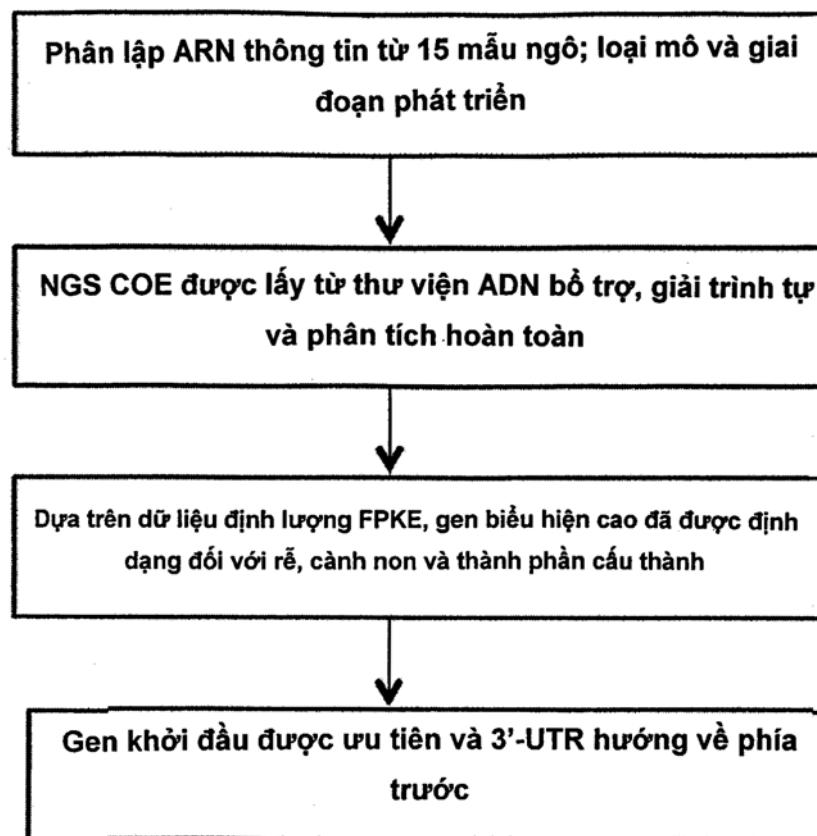 Phân lập ARN thông tin từ 15 mẫu ngô; loại mô và giai
đoạn phát triển
NGS COE được lấy từ thư viện ADN bổ trợ, giải trình tự
và phân tích hoàn toàn
Dựa trên dữ liệu định lượng FPKE, gen biểu hiện cao đã được định
dạng đối với rễ, cành non và thành phần cấu thành
Gen khởi đầu được ưu tiên và 3'-UTR hướng về phía
trước